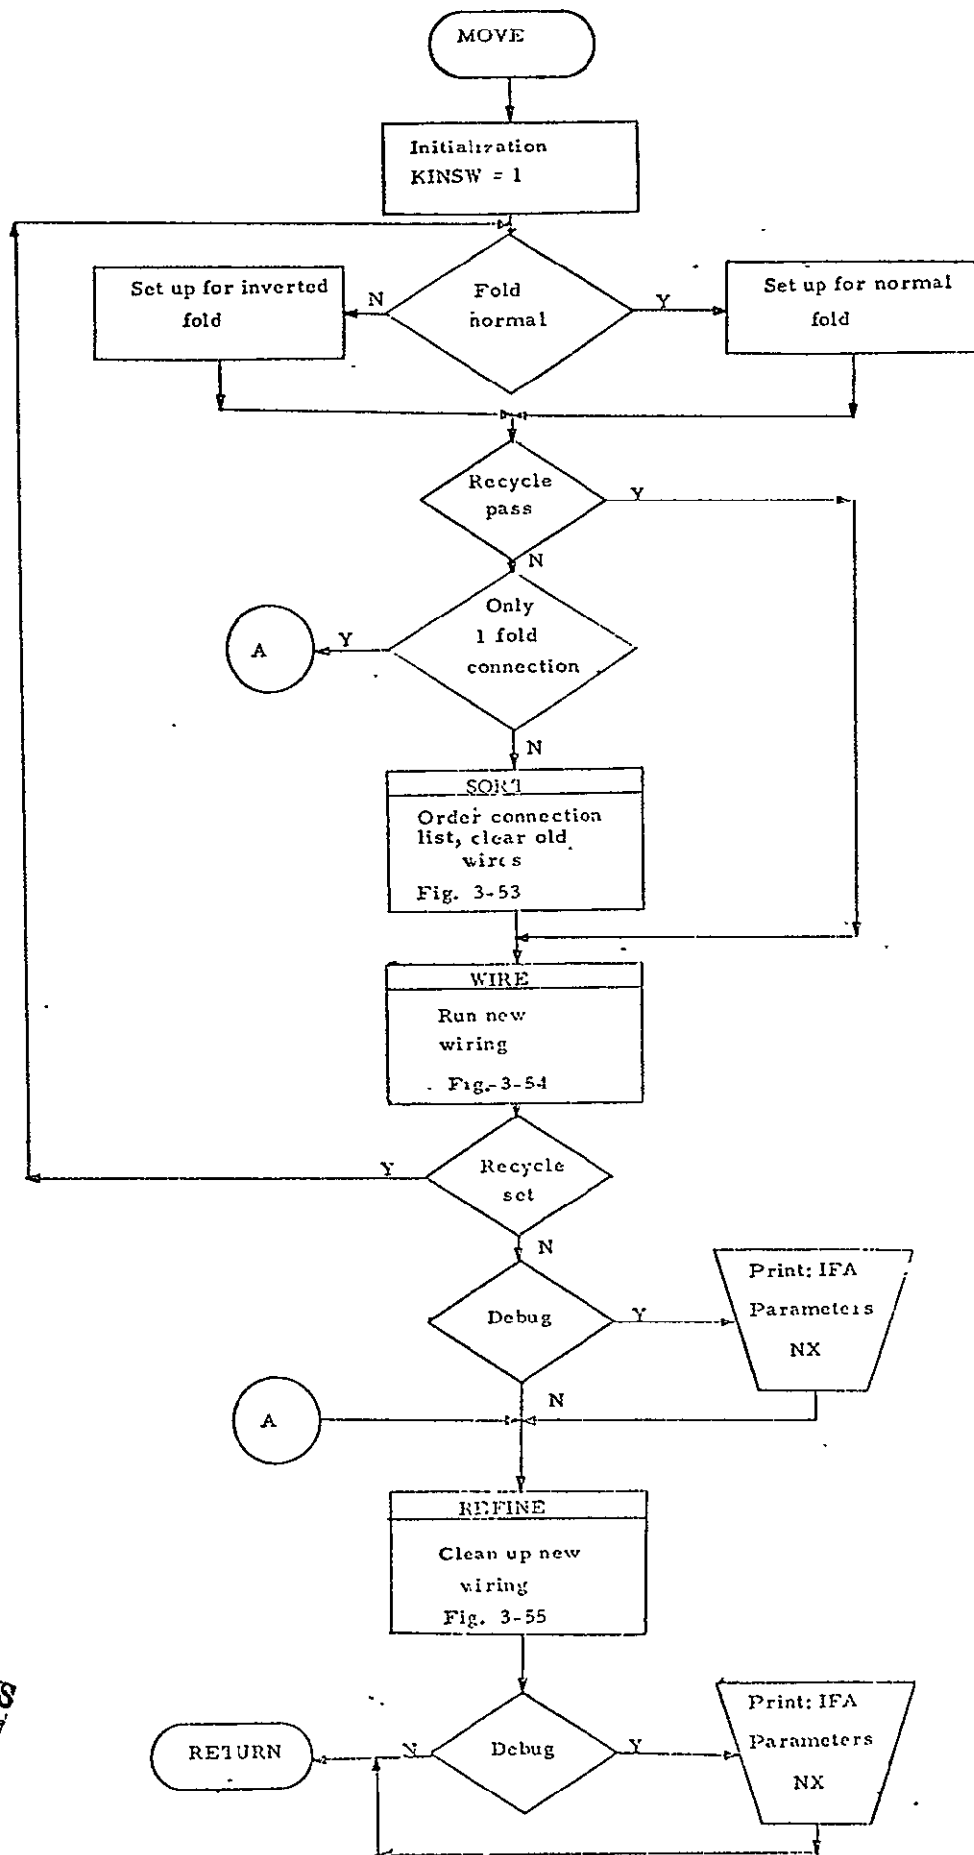 MOVE
Initialization
KINSW = 1
Set up for inverted
fold
N
Fold
normal
Y
Set up for normal
fold
Recycle
pass
Y
N
Only
1 fold
connection
Y
A
N
SORT
Order connection
list, clear old
wires
Fig. 3-53
WIRE
Run new
wiring
Fig. 3-54
Y
Recycle
set
N
Debug
Y
Print: IFA
Parameters
NX
N
A
REFINE
Clean up new
wiring
Fig. 3-55
RETURN
N
Debug
Y
Print: IFA
Parameters
NX